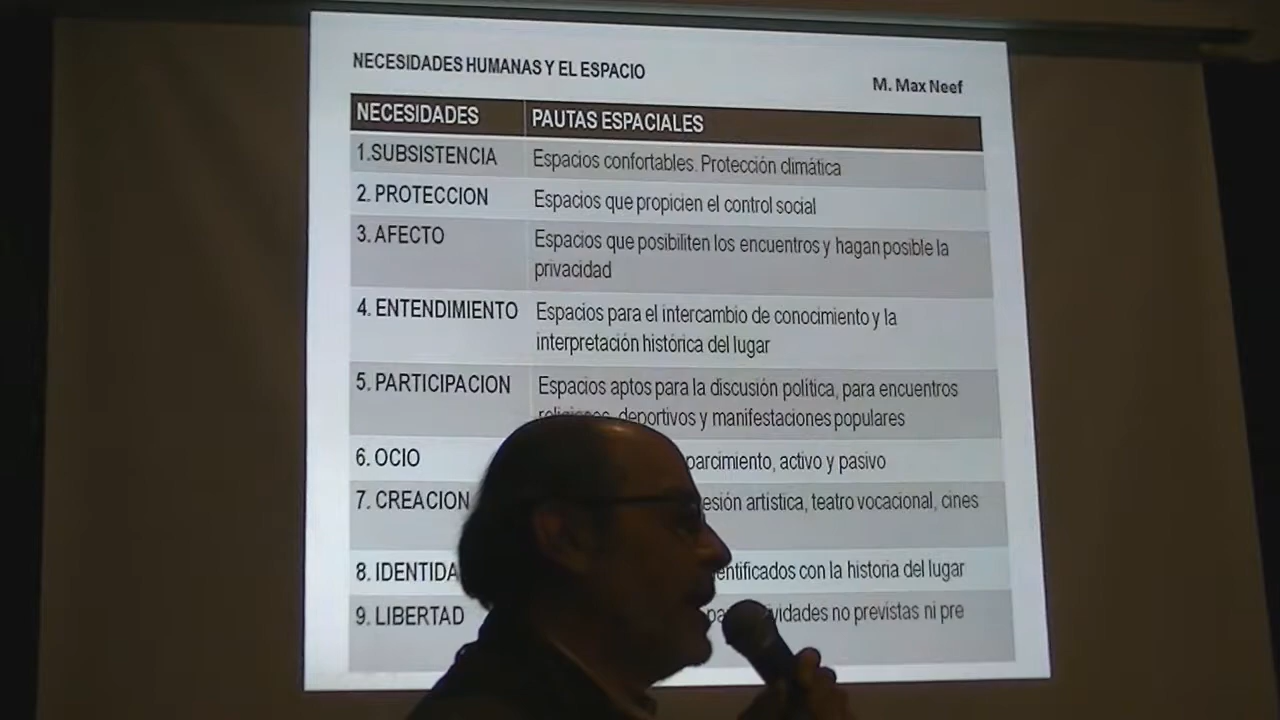 NECESIDADES HUMANAS Y EL ESPACIO
M. Max Neef
NECESIDADES PAUTAS ESPACIALES
1.SUBSISTENCIA Espacios confortables. Protección climática
2. PROTECCION Espacios que propicien el control social
3. AFECTO Espacios que posibiliten los encuentros y hagan posible la
privacidad
4. ENTENDIMIENTO Espacios para el intercambio de conocimiento y la
interpretación histórica del lugar
5. PARTICIPACION Espacios aptos para la discusión política, para encuentros
deportivos y manifestaciones populares
6. OCIO parcimiento, activo y pasivo
7. CREACION esión artística, teatro vocacional, cines
8. IDENTIDA entificados con la historia del lugar
9. LIBERTAD vidades no previstas ni pre